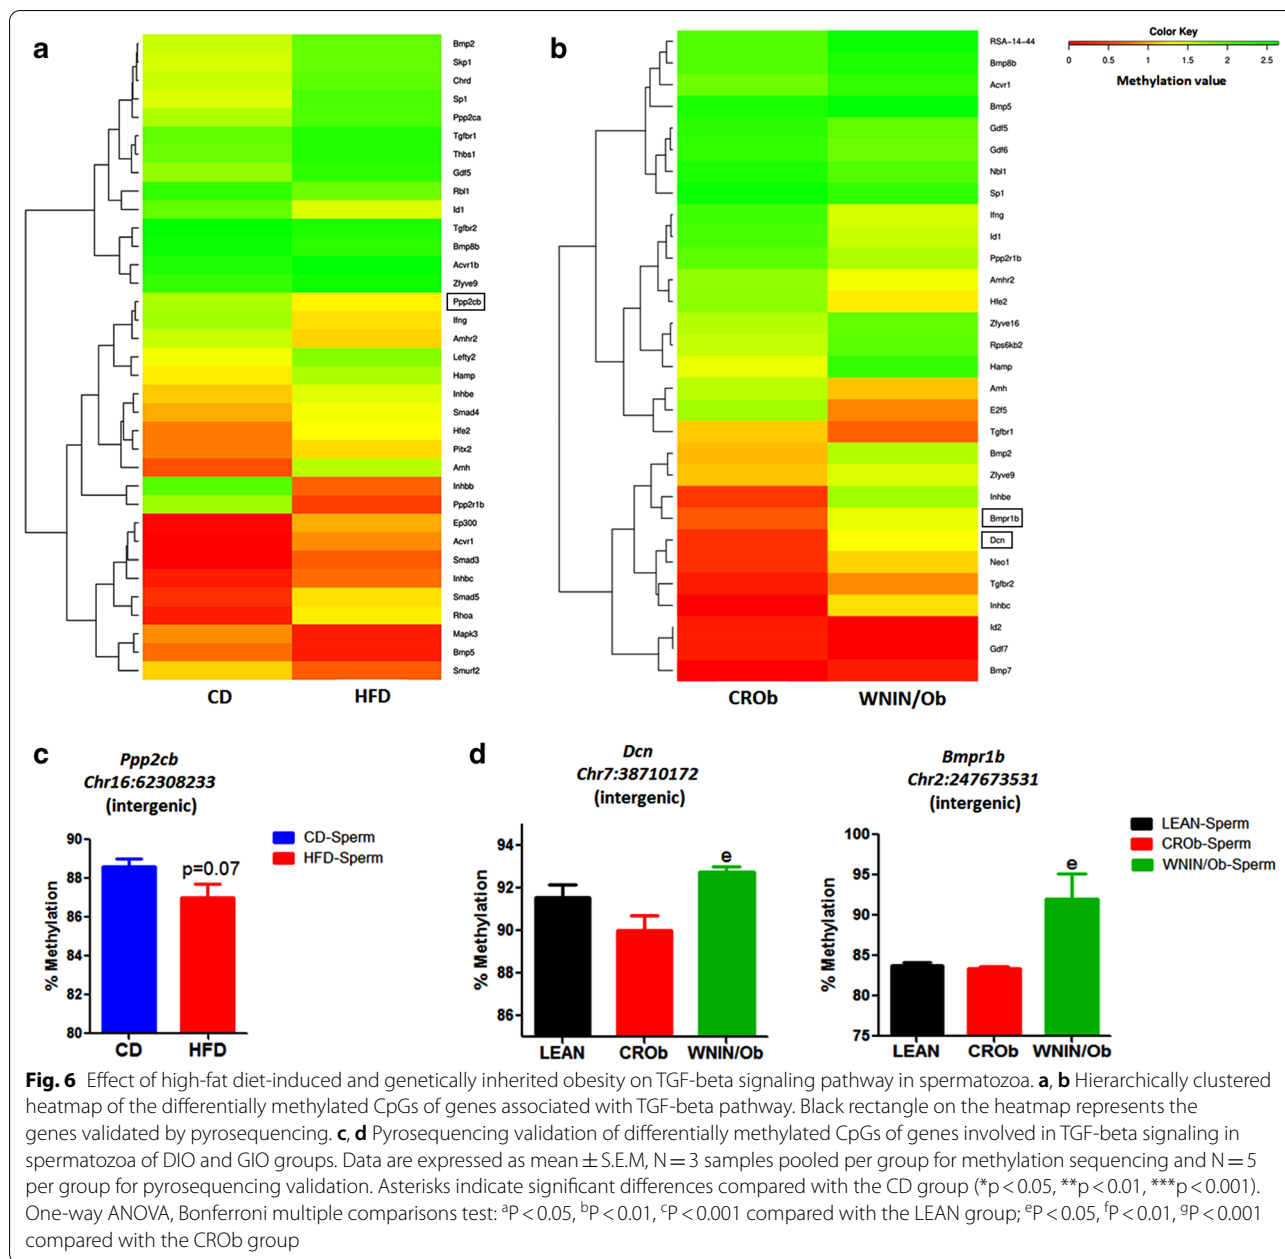 a
Bmp2
Skp1
Chrd
Sp1
Ppp2ca
Tgfbr1
Thbs1
Gdf5
Rbl1
Id1
Tgfbr2
Bmp8b
Acvr1b
Zfyve9
Ppp2cb
Ifng
Amhr2
Lefty2
Hamp
Inhbe
Smad4
Hfe2
Pitx2
Amh
Inhbb
Ppp2r1b
Ep300
Acvr1
Smad3
Inhbc
Smad5
Rhoa
Mapk3
Bmp5
Smurf2
CD HFD
b
RSA-14-44
Bmp8b
Acvr1
Bmp5
Gdf5
Gdf6
Nbl1
Sp1
Ifng
Id1
Ppp2r1b
Amhr2
Hfe2
Zfyve16
Rps6kb2
Hamp
Amh
E2f5
Tgfbr1
Bmp2
Zfyve9
Inhbe
Bmpr1b
Dcn
Neo1
Tgfbr2
Inhbc
Id2
Gdf7
Bmp7
CROb WNIN/Ob
Color Key
0 0.5 1 1.5 2 2.5
Methylation value
c
Ppp2cb
Chr16:62308233
(intergenic)
% Methylation
90
88
86
84
82
80
p=0.07
CD HFD
CD-Sperm
HFD-Sperm
d
Dcn
Chr7:38710172
(intergenic)
% Methylation
94
92
90
88
86
e
LEAN CROb WNIN/Ob
Bmpr1b
Chr2:247673531
(intergenic)
% Methylation
100
95
90
85
80
75
e
LEAN CROb WNIN/Ob
LEAN-Sperm
CROb-Sperm
WNIN/Ob-Sperm
Fig. 6 Effect of high-fat diet-induced and genetically inherited obesity on TGF-beta signaling pathway in spermatozoa. a, b Hierarchically clustered
heatmap of the differentially methylated CpGs of genes associated with TGF-beta pathway. Black rectangle on the heatmap represents the
genes validated by pyrosequencing. c, d Pyrosequencing validation of differentially methylated CpGs of genes involved in TGF-beta signaling in
spermatozoa of DIO and GIO groups. Data are expressed as mean ± S.E.M, N = 3 samples pooled per group for methylation sequencing and N = 5
per group for pyrosequencing validation. Asterisks indicate significant differences compared with the CD group (*p < 0.05, **p < 0.01, ***p < 0.001).
One-way ANOVA, Bonferroni multiple comparisons test: ᵃP < 0.05, ᵇP < 0.01, ᶜP < 0.001 compared with the LEAN group; ᵉP < 0.05, ᶠP < 0.01, ᵍP < 0.001
compared with the CROb group